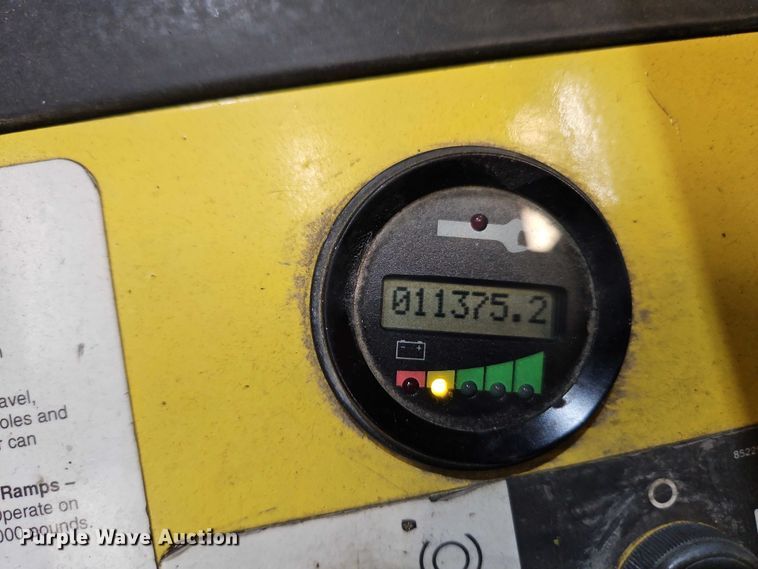 011375.2
- +
avel,
oles and
r can
Ramps –
Operate on
000 pounds.
8522
Purple Wave Auction